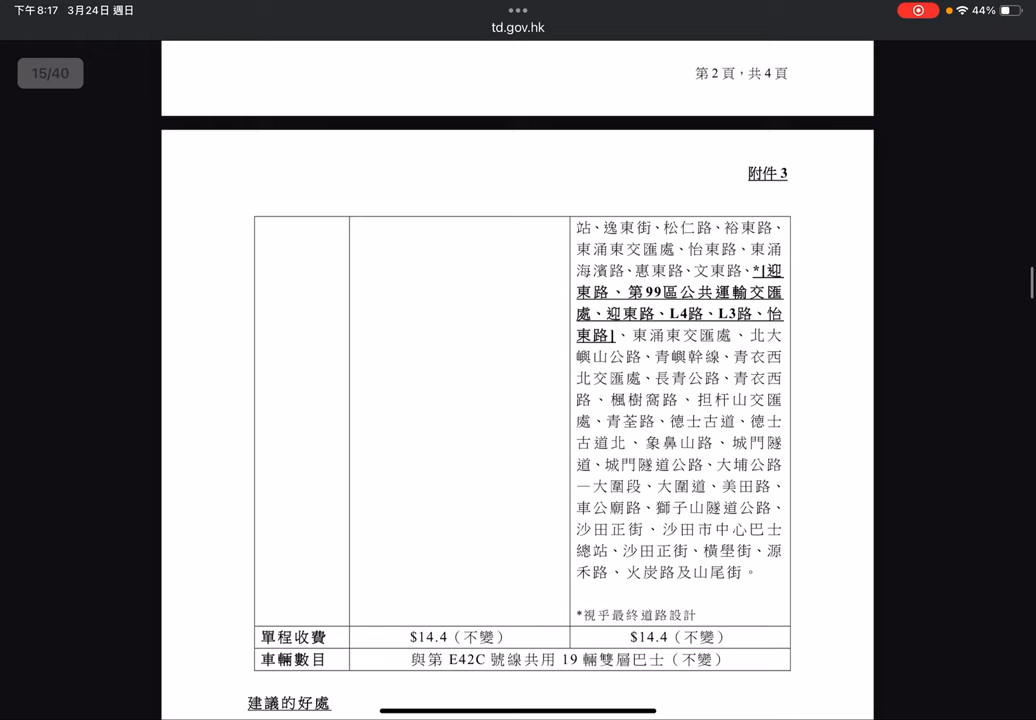 下午8:17 3月24日 週日
44%
td.gov.hk
15/40
第 2 頁，共 4 頁
附件 3
站、逸東街、松仁路、裕東路、
東涌東交匯處、怡東路、東涌
海濱路、惠東路、文東路、*[迎
東路、第99區公共運輸交匯
處、迎東路、L4路、L3路、怡
東路]、東涌東交匯處、北大
嶼山公路、青嶼幹線、青衣西
北交匯處、長青公路、青衣西
路、楓樹窩路、担杆山交匯
處、青荃路、德士古道、德士
古道北、象鼻山路、城門隧
道、城門隧道公路、大埔公路
—大圍段、大圍道、美田路、
車公廟路、獅子山隧道公路、
沙田正街、沙田市中心巴士
總站、沙田正街、橫壆街、源
禾路、火炭路及山尾街。
*視乎最終道路設計
單程收費 $14.4（不變） $14.4（不變）
車輛數目 與第 E42C 號線共用 19 輛雙層巴士（不變）
建議的好處